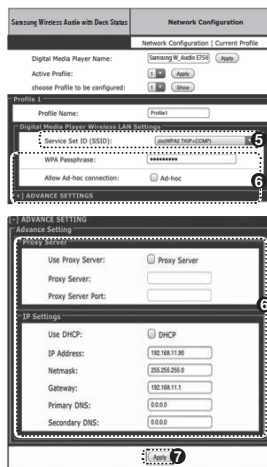 Samsung Wireless Audio with Dock Status
Network Configuration
Network Configuration | Current Profile
Digital Media Player Name: Samsung W_Audio E750 Apply
Active Profile: 1 Apply
choose Profile to be configured: 1 Show
Profile 1
Profile Name: Profile1
Digital Media Player Wireless LAN Settings
Service Set ID (SSID): 5
WPA Passphrase: •••••••••
Allow Ad-hoc connection: Ad-hoc
6
[+] ADVANCE SETTINGS
[-] ADVANCE SETTING
Advance Setting
Proxy Server
Use Proxy Server: Proxy Server
Proxy Server:
Proxy Server Port:
6
IP Settings
Use DHCP: DHCP
IP Address: 192.168.11.90
Netmask: 255.255.255.0
Gateway: 192.168.11.1
Primary DNS: 0.0.0.0
Secondary DNS: 0.0.0.0
Apply 7